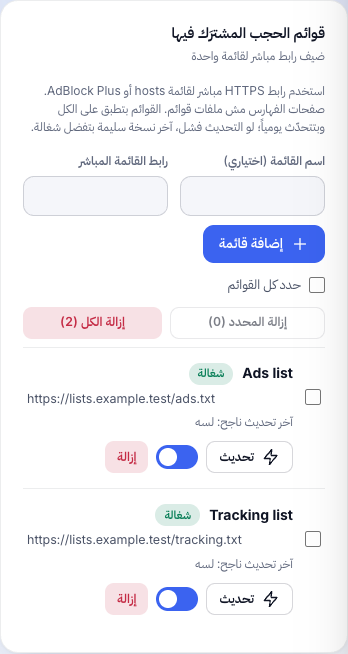 قوائم الحجب المشترَك فيها
ضيف رابط مباشر لقائمة واحدة
استخدم رابط HTTPS مباشر لقائمة hosts أو AdBlock Plus.
صفحات الفهارس مش ملفات قوائم. القوائم بتطبق على الكل
وبتتحدّث يومياً؛ لو التحديث فشل، آخر نسخة سليمة بتفضل شغالة.
اسم القائمة (اختياري)
رابط القائمة المباشر
إضافة قائمة
حدد كل القوائم
إزالة المحدد (0)
إزالة الكل (2)
Ads list
شغالة
https://lists.example.test/ads.txt
آخر تحديث ناجح: لسه
تحديث
إزالة
Tracking list
شغالة
https://lists.example.test/tracking.txt
آخر تحديث ناجح: لسه
تحديث
إزالة